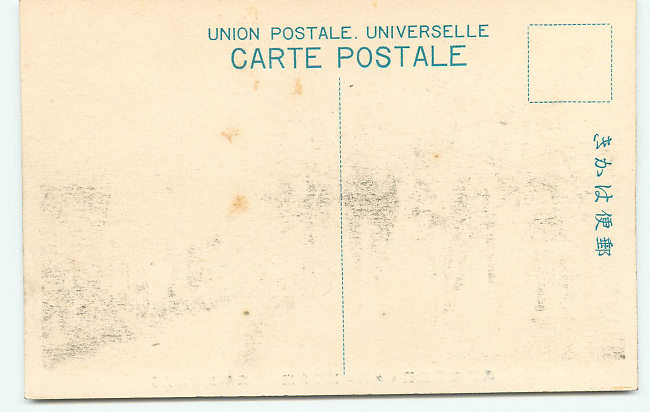 UNION POSTALE. UNIVERSELLE
CARTE POSTALE
郵便はかき